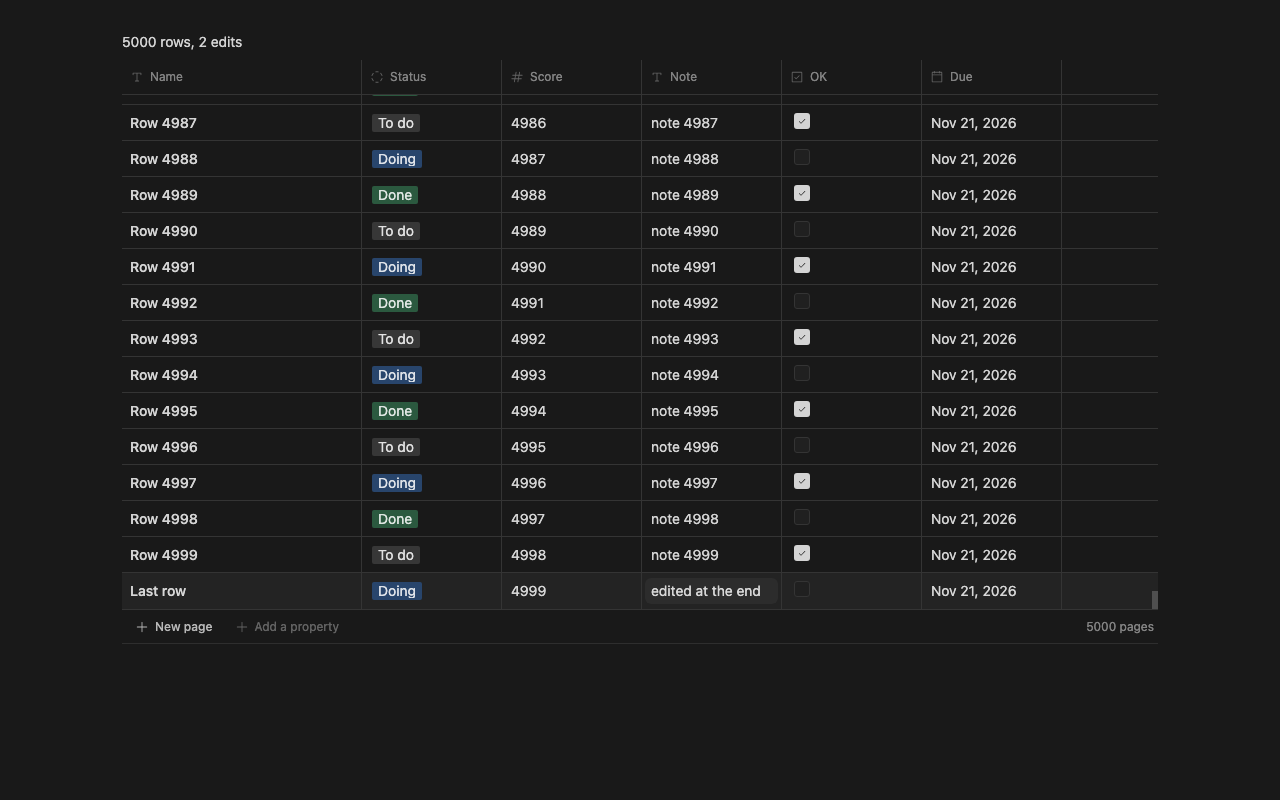 5000 rows, 2 edits
Name Status Score Note OK Due
Row 4987 To do 4986 note 4987 Nov 21, 2026
Row 4988 Doing 4987 note 4988 Nov 21, 2026
Row 4989 Done 4988 note 4989 Nov 21, 2026
Row 4990 To do 4989 note 4990 Nov 21, 2026
Row 4991 Doing 4990 note 4991 Nov 21, 2026
Row 4992 Done 4991 note 4992 Nov 21, 2026
Row 4993 To do 4992 note 4993 Nov 21, 2026
Row 4994 Doing 4993 note 4994 Nov 21, 2026
Row 4995 Done 4994 note 4995 Nov 21, 2026
Row 4996 To do 4995 note 4996 Nov 21, 2026
Row 4997 Doing 4996 note 4997 Nov 21, 2026
Row 4998 Done 4997 note 4998 Nov 21, 2026
Row 4999 To do 4998 note 4999 Nov 21, 2026
Last row Doing 4999 edited at the end Nov 21, 2026
New page Add a property 5000 pages